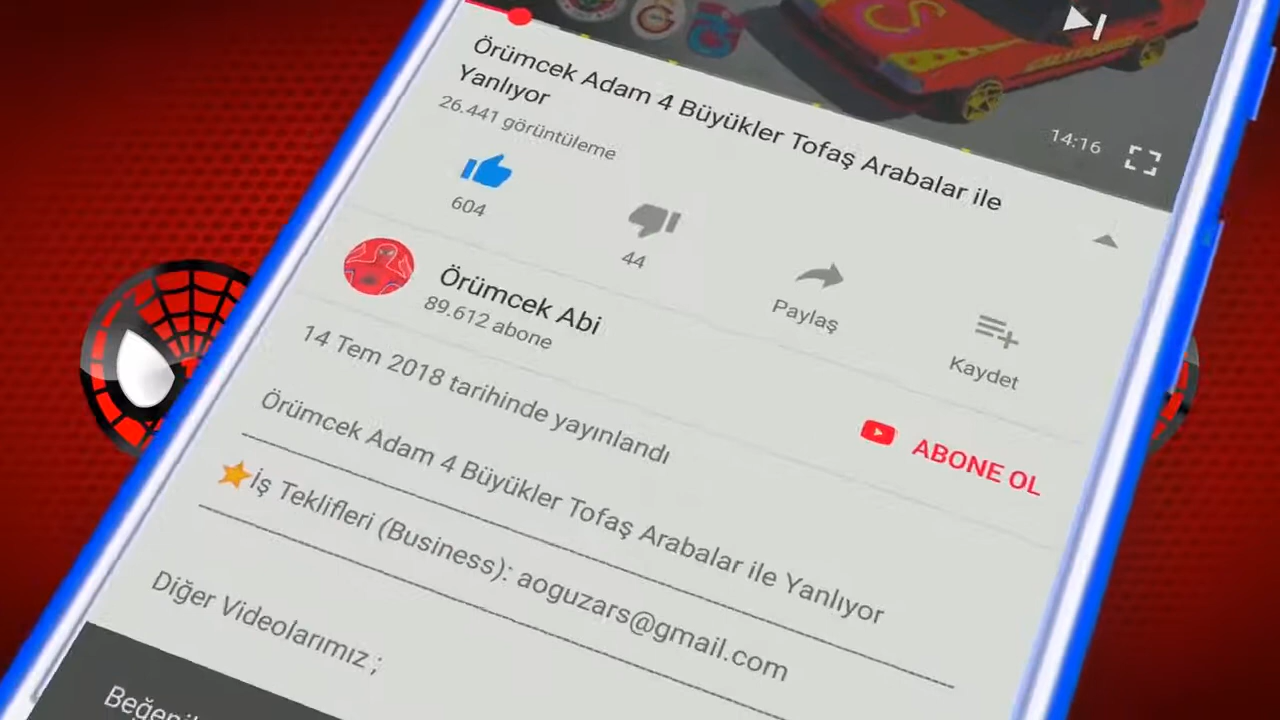 14:16
Örümcek Adam 4 Büyükler Tofaş Arabalar ile
Yanlıyor
26.441 görüntüleme
604
44
Paylaş
Kaydet
Örümcek Abi
89.612 abone
ABONE OL
14 Tem 2018 tarihinde yayınlandı
Örümcek Adam 4 Büyükler Tofaş Arabalar ile Yanlıyor
İş Teklifleri (Business): aoguzars@gmail.com
Diğer Videolarımız ;